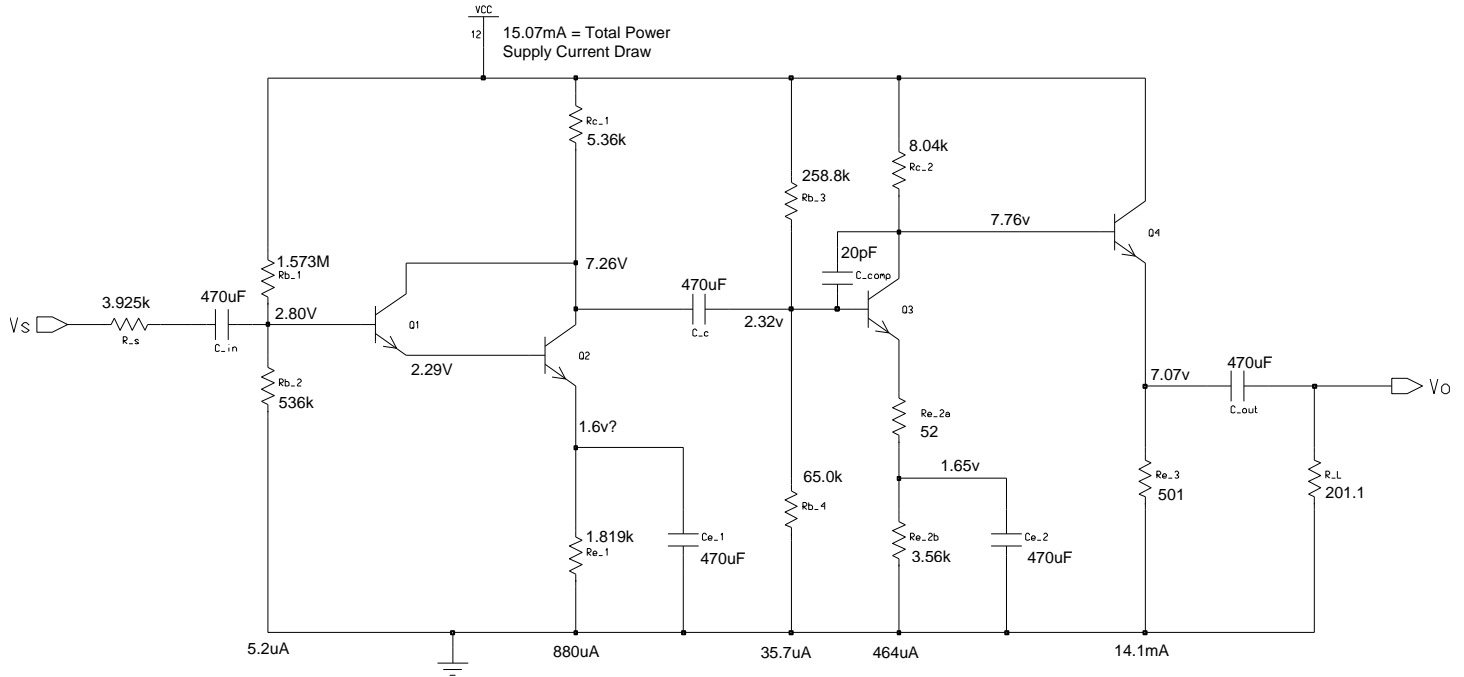 VCC
12
15.07mA = Total Power
Supply Current Draw
Rc_1
5.36k
258.8k
Rb_3
8.04k
Rc_2
7.76v
Q4
1.573M
Rb_1
7.26V
20pF
C_comp
3.925k
470uF
2.80V
470uF
Vs
R_s
C_in
Q1
C_c
2.32v
Q3
2.29V
Q2
Rb_2
536k
7.07v
470uF
Vo
C_out
Re_2a
52
1.6v?
1.65v
65.0k
Rb_4
Re_3
501
R_L
201.1
1.819k
Re_1
Ce_1
470uF
Re_2b
3.56k
Ce_2
470uF
5.2uA
880uA
35.7uA
464uA
14.1mA